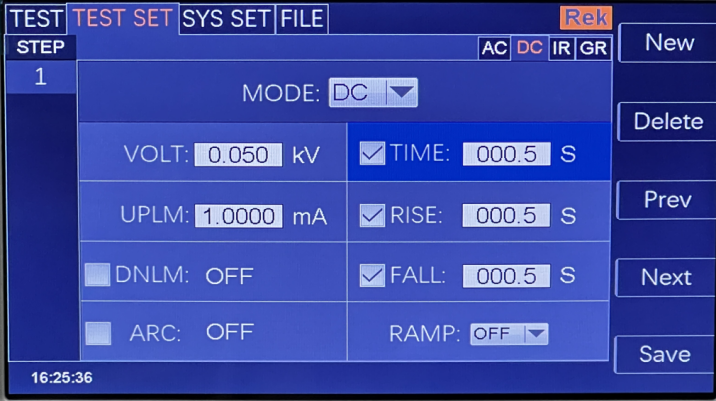 TEST TEST SET SYS SET FILE Rek
STEP AC DC IR GR
1
MODE: DC
VOLT: 0.050 kV
TIME: 000.5 S
UPLM: 1.0000 mA
RISE: 000.5 S
DNLM: OFF
FALL: 000.5 S
ARC: OFF
RAMP: OFF
16:25:36
New
Delete
Prev
Next
Save